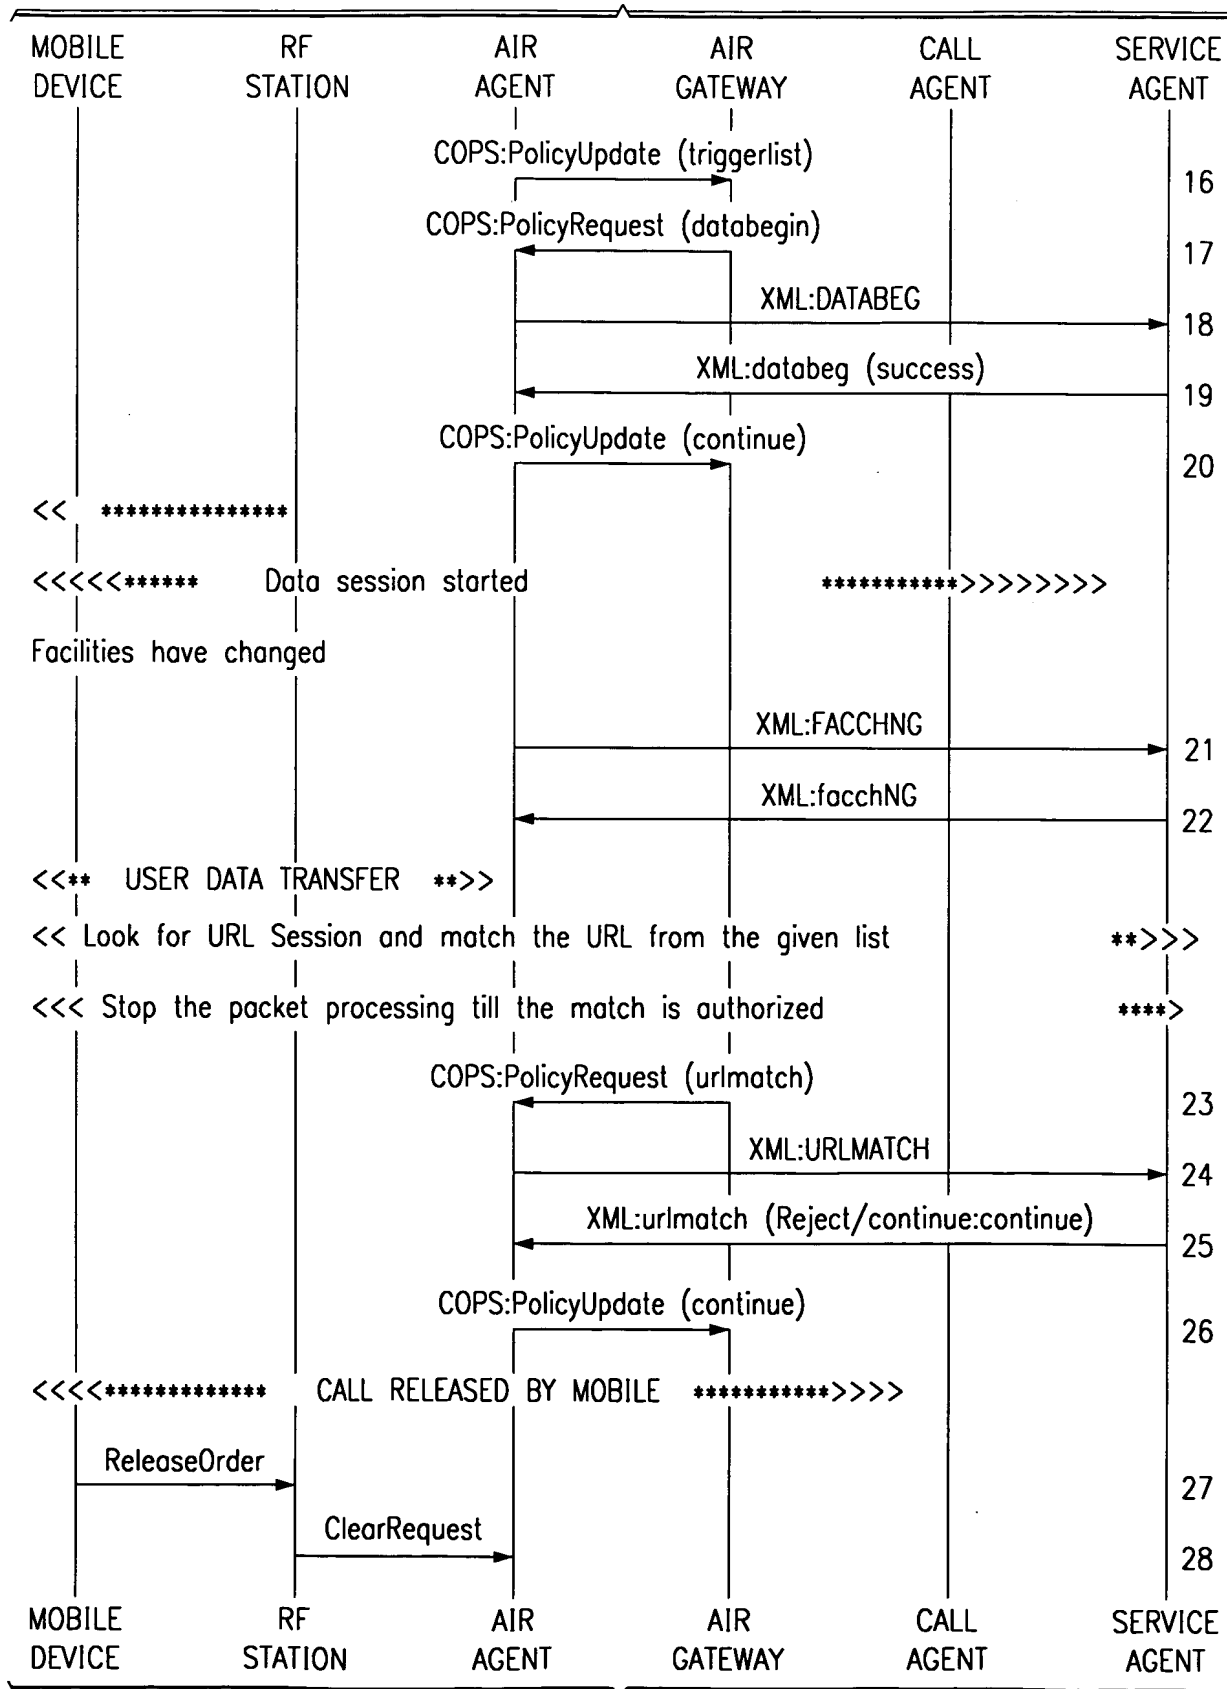 MOBILE RF AIR AIR CALL SERVICE
DEVICE STATION AGENT GATEWAY AGENT AGENT
COPS:PolicyUpdate (triggerlist)
16
COPS:PolicyRequest (databegin)
17
XML:DATABEG
18
XML:databeg (success)
19
COPS:PolicyUpdate (continue)
20
<< ***************
<<<<<****** Data session started ***********>>>>>>>>
Facilities have changed
XML:FACCHNG
21
XML:facchNG
22
<<** USER DATA TRANSFER **>>
<< Look for URL Session and match the URL from the given list **>>>
<<< Stop the packet processing till the match is authorized ****>
COPS:PolicyRequest (urlmatch)
23
XML:URLMATCH
24
XML:urlmatch (Reject/continue:continue)
25
COPS:PolicyUpdate (continue)
26
<<<<************* CALL RELEASED BY MOBILE ***********>>>>
ReleaseOrder
27
ClearRequest
28
MOBILE RF AIR AIR CALL SERVICE
DEVICE STATION AGENT GATEWAY AGENT AGENT